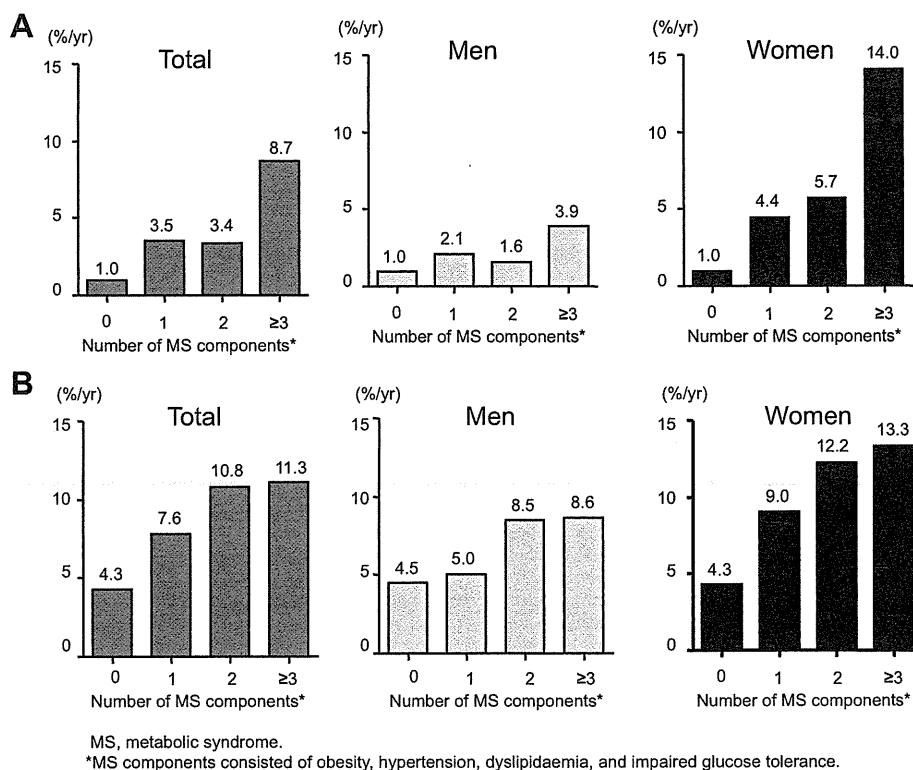 A
(%/yr)
Total
15
10
5
0
1.0
3.5
3.4
8.7
0 1 2 ≥3
Number of MS components*
(%/yr)
Men
15
10
5
0
1.0
2.1
1.6
3.9
0 1 2 ≥3
Number of MS components*
(%/yr)
Women
15
10
5
0
1.0
4.4
5.7
14.0
0 1 2 ≥3
Number of MS components*
B
(%/yr)
Total
15
10
5
0
4.3
7.6
10.8
11.3
0 1 2 ≥3
Number of MS components*
(%/yr)
Men
15
10
5
0
4.5
5.0
8.5
8.6
0 1 2 ≥3
Number of MS components*
(%/yr)
Women
15
10
5
0
4.3
9.0
12.2
13.3
0 1 2 ≥3
Number of MS components*
MS, metabolic syndrome.
*MS components consisted of obesity, hypertension, dyslipidaemia, and impaired glucose tolerance.